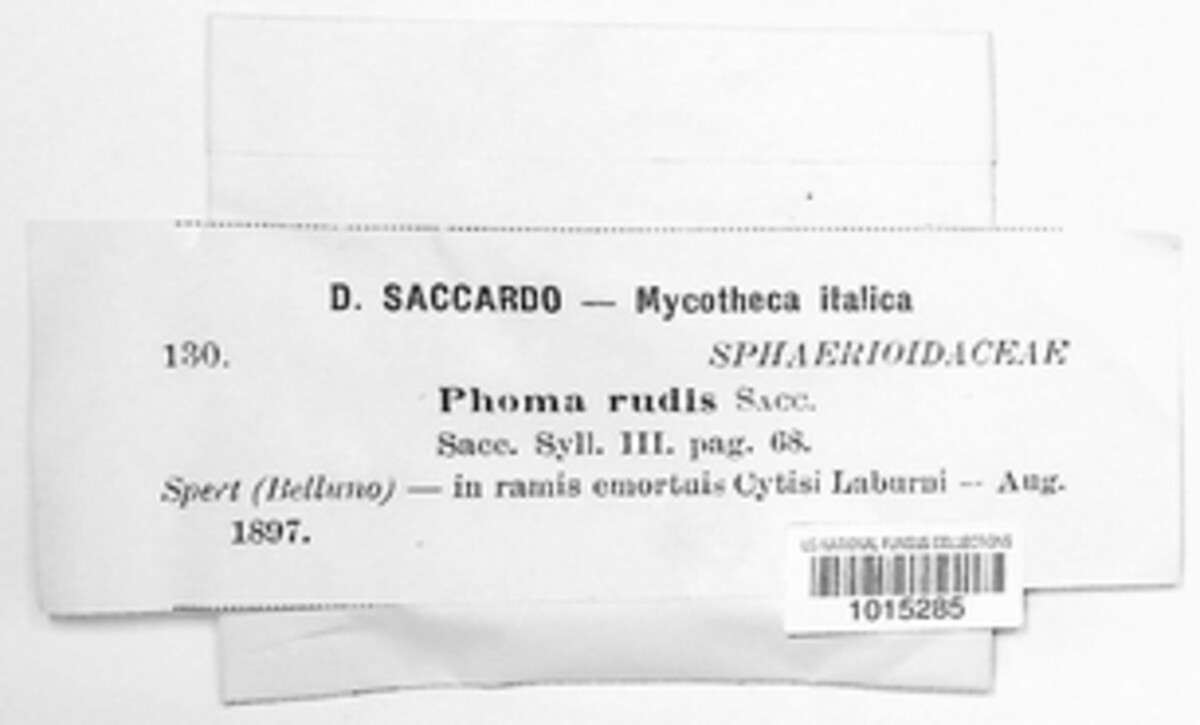 D. SACCARDO — Mycotheca italica
130.
SPHAERIOIDACEAE
Phoma rudis Sacc.
Sacc. Syll. III. pag. 68.
Spert (Belluno) — in ramis emortuis Cytisi Laburni — Aug.
1897.
US NATIONAL FUNGUS COLLECTIONS
1015285